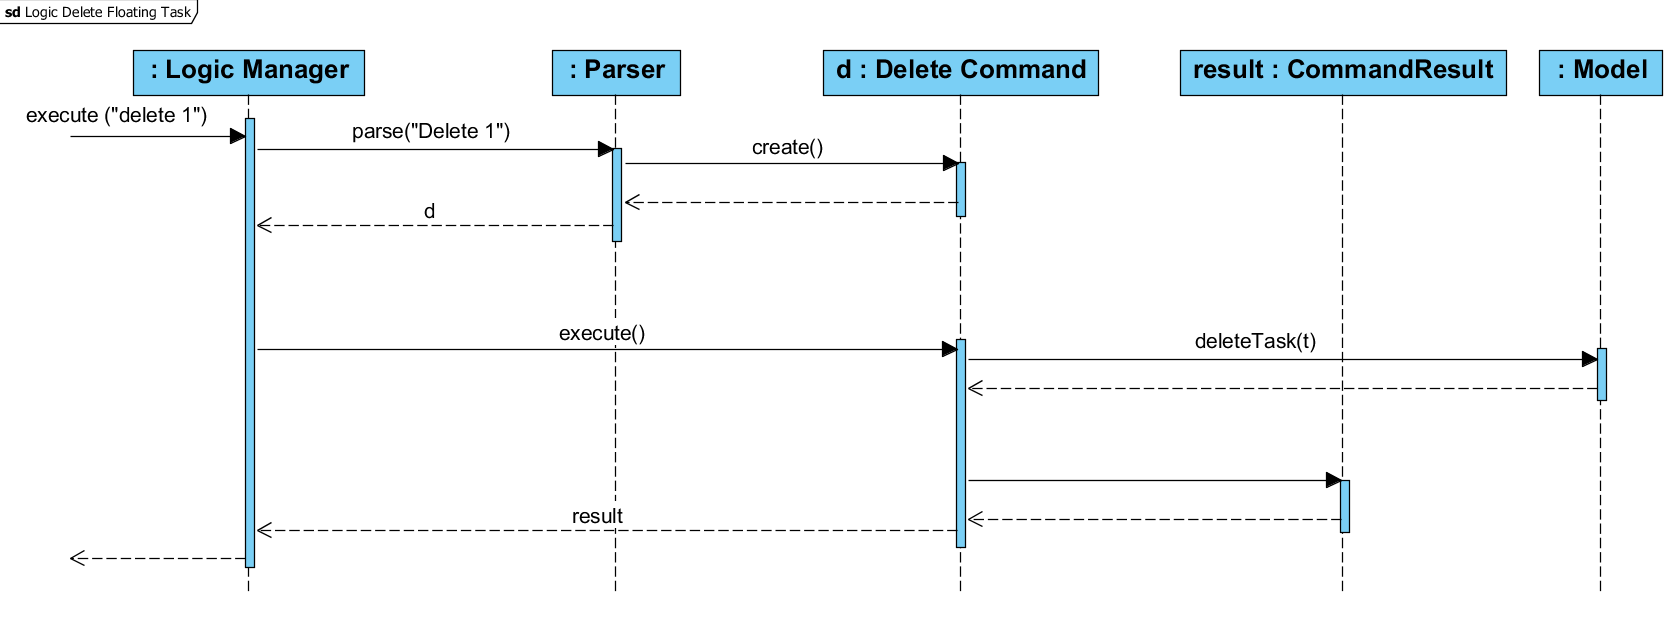 sd Logic Delete Floating Task
: Logic Manager
: Parser
d : Delete Command
result : CommandResult
: Model
execute ("delete 1")
parse("Delete 1")
create()
d
execute()
deleteTask(t)
result